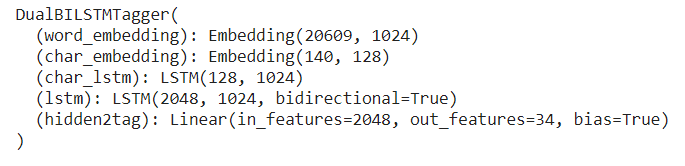 DualBILSTMTagger(
(word_embedding): Embedding(20609, 1024)
(char_embedding): Embedding(140, 128)
(char_lstm): LSTM(128, 1024)
(lstm): LSTM(2048, 1024, bidirectional=True)
(hidden2tag): Linear(in_features=2048, out_features=34, bias=True)
)